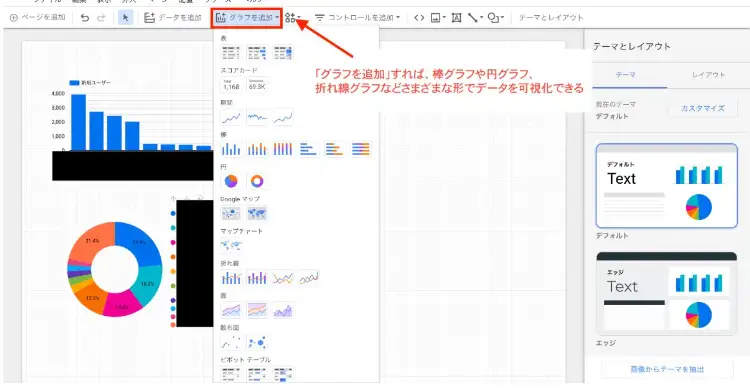 ページを追加
データを追加
グラフを追加
コントロールを追加
テーマとレイアウト
「グラフを追加」すれば、棒グラフや円グラフ、
折れ線グラフなどさまざまな形でデータを可視化できる
表
スコアカード
1,168
69.3K
期間
棒
円
Google マップ
マップチャート
折れ線
面
散布図
ピボット テーブル
新規ユーザー
4,000
3,000
2,000
1,000
0
21.4%
テーマとレイアウト
テーマ
レイアウト
現在のテーマ
デフォルト
カスタマイズ
デフォルト
Text
デフォルト
エッジ
Text
エッジ
画像からテーマを抽出